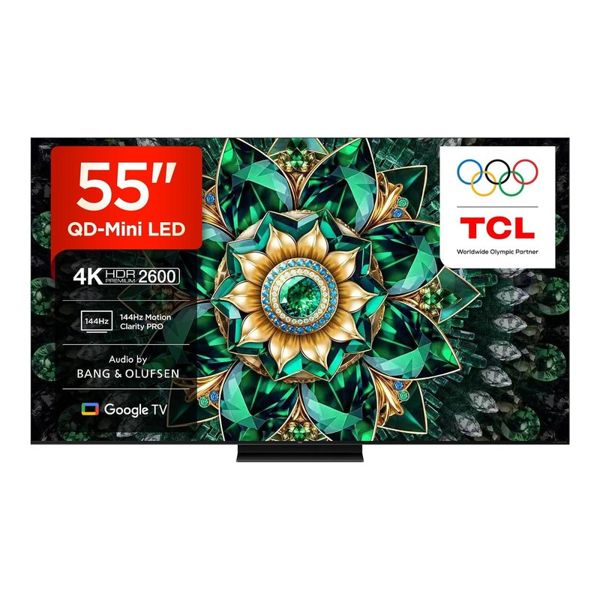 55"
QD-Mini LED
4K HDR PREMIUM 2600
144Hz
144Hz Motion
Clarity PRO
Audio by
BANG & OLUFSEN
Google TV
TCL
Worldwide Olympic Partner